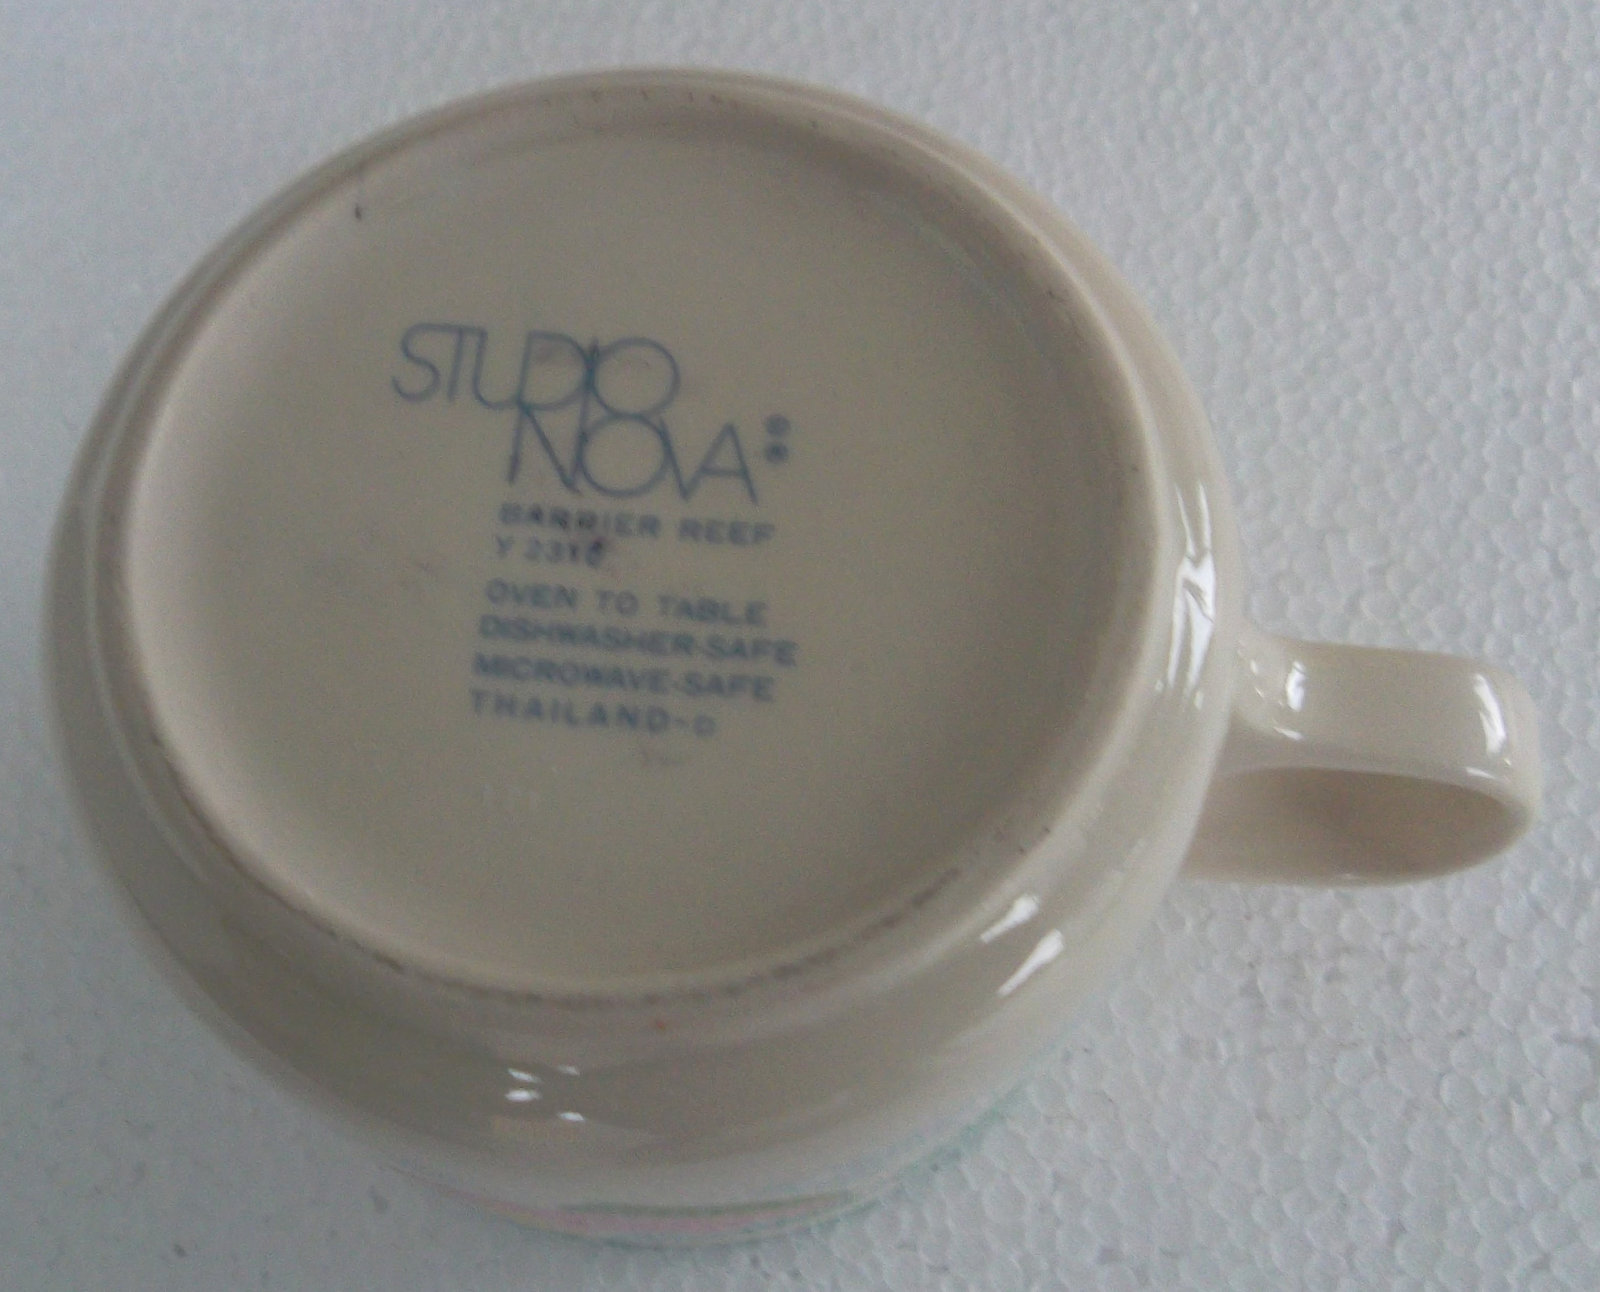 STUDIO
NOVA
BARRIER REEF
Y
OVEN TO TABLE
DISHWASHER-SAFE
MICROWAVE-SAFE
THAILAND-D